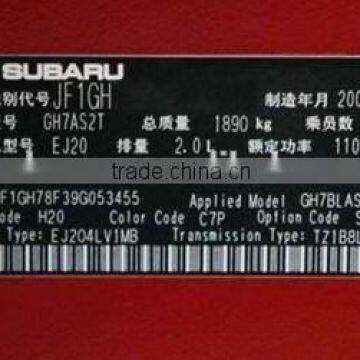 SUBARU
别代号 JF1GH 制造年月 200
号 GH7AS2T 总质量 1890 kg 乘员数
型号 EJ20 排量 2.0 L 额定功率 110
china.tradekey.com
F1GH78F39G053455 Applied Model GH7BLAS
ode H20 Color Code C7P Option Code S
Type EJ204LV1MB Transmission Type TZ1B8L